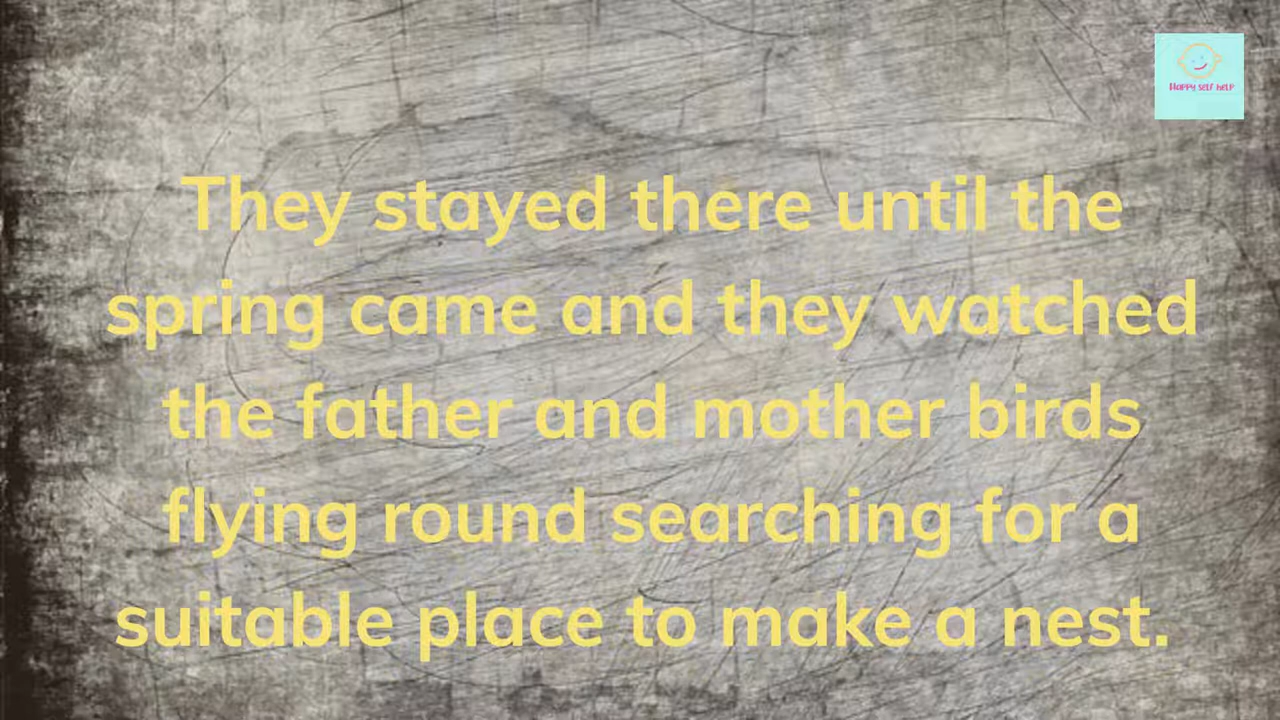 Happy self help
They stayed there until the
spring came and they watched
the father and mother birds
flying round searching for a
suitable place to make a nest.